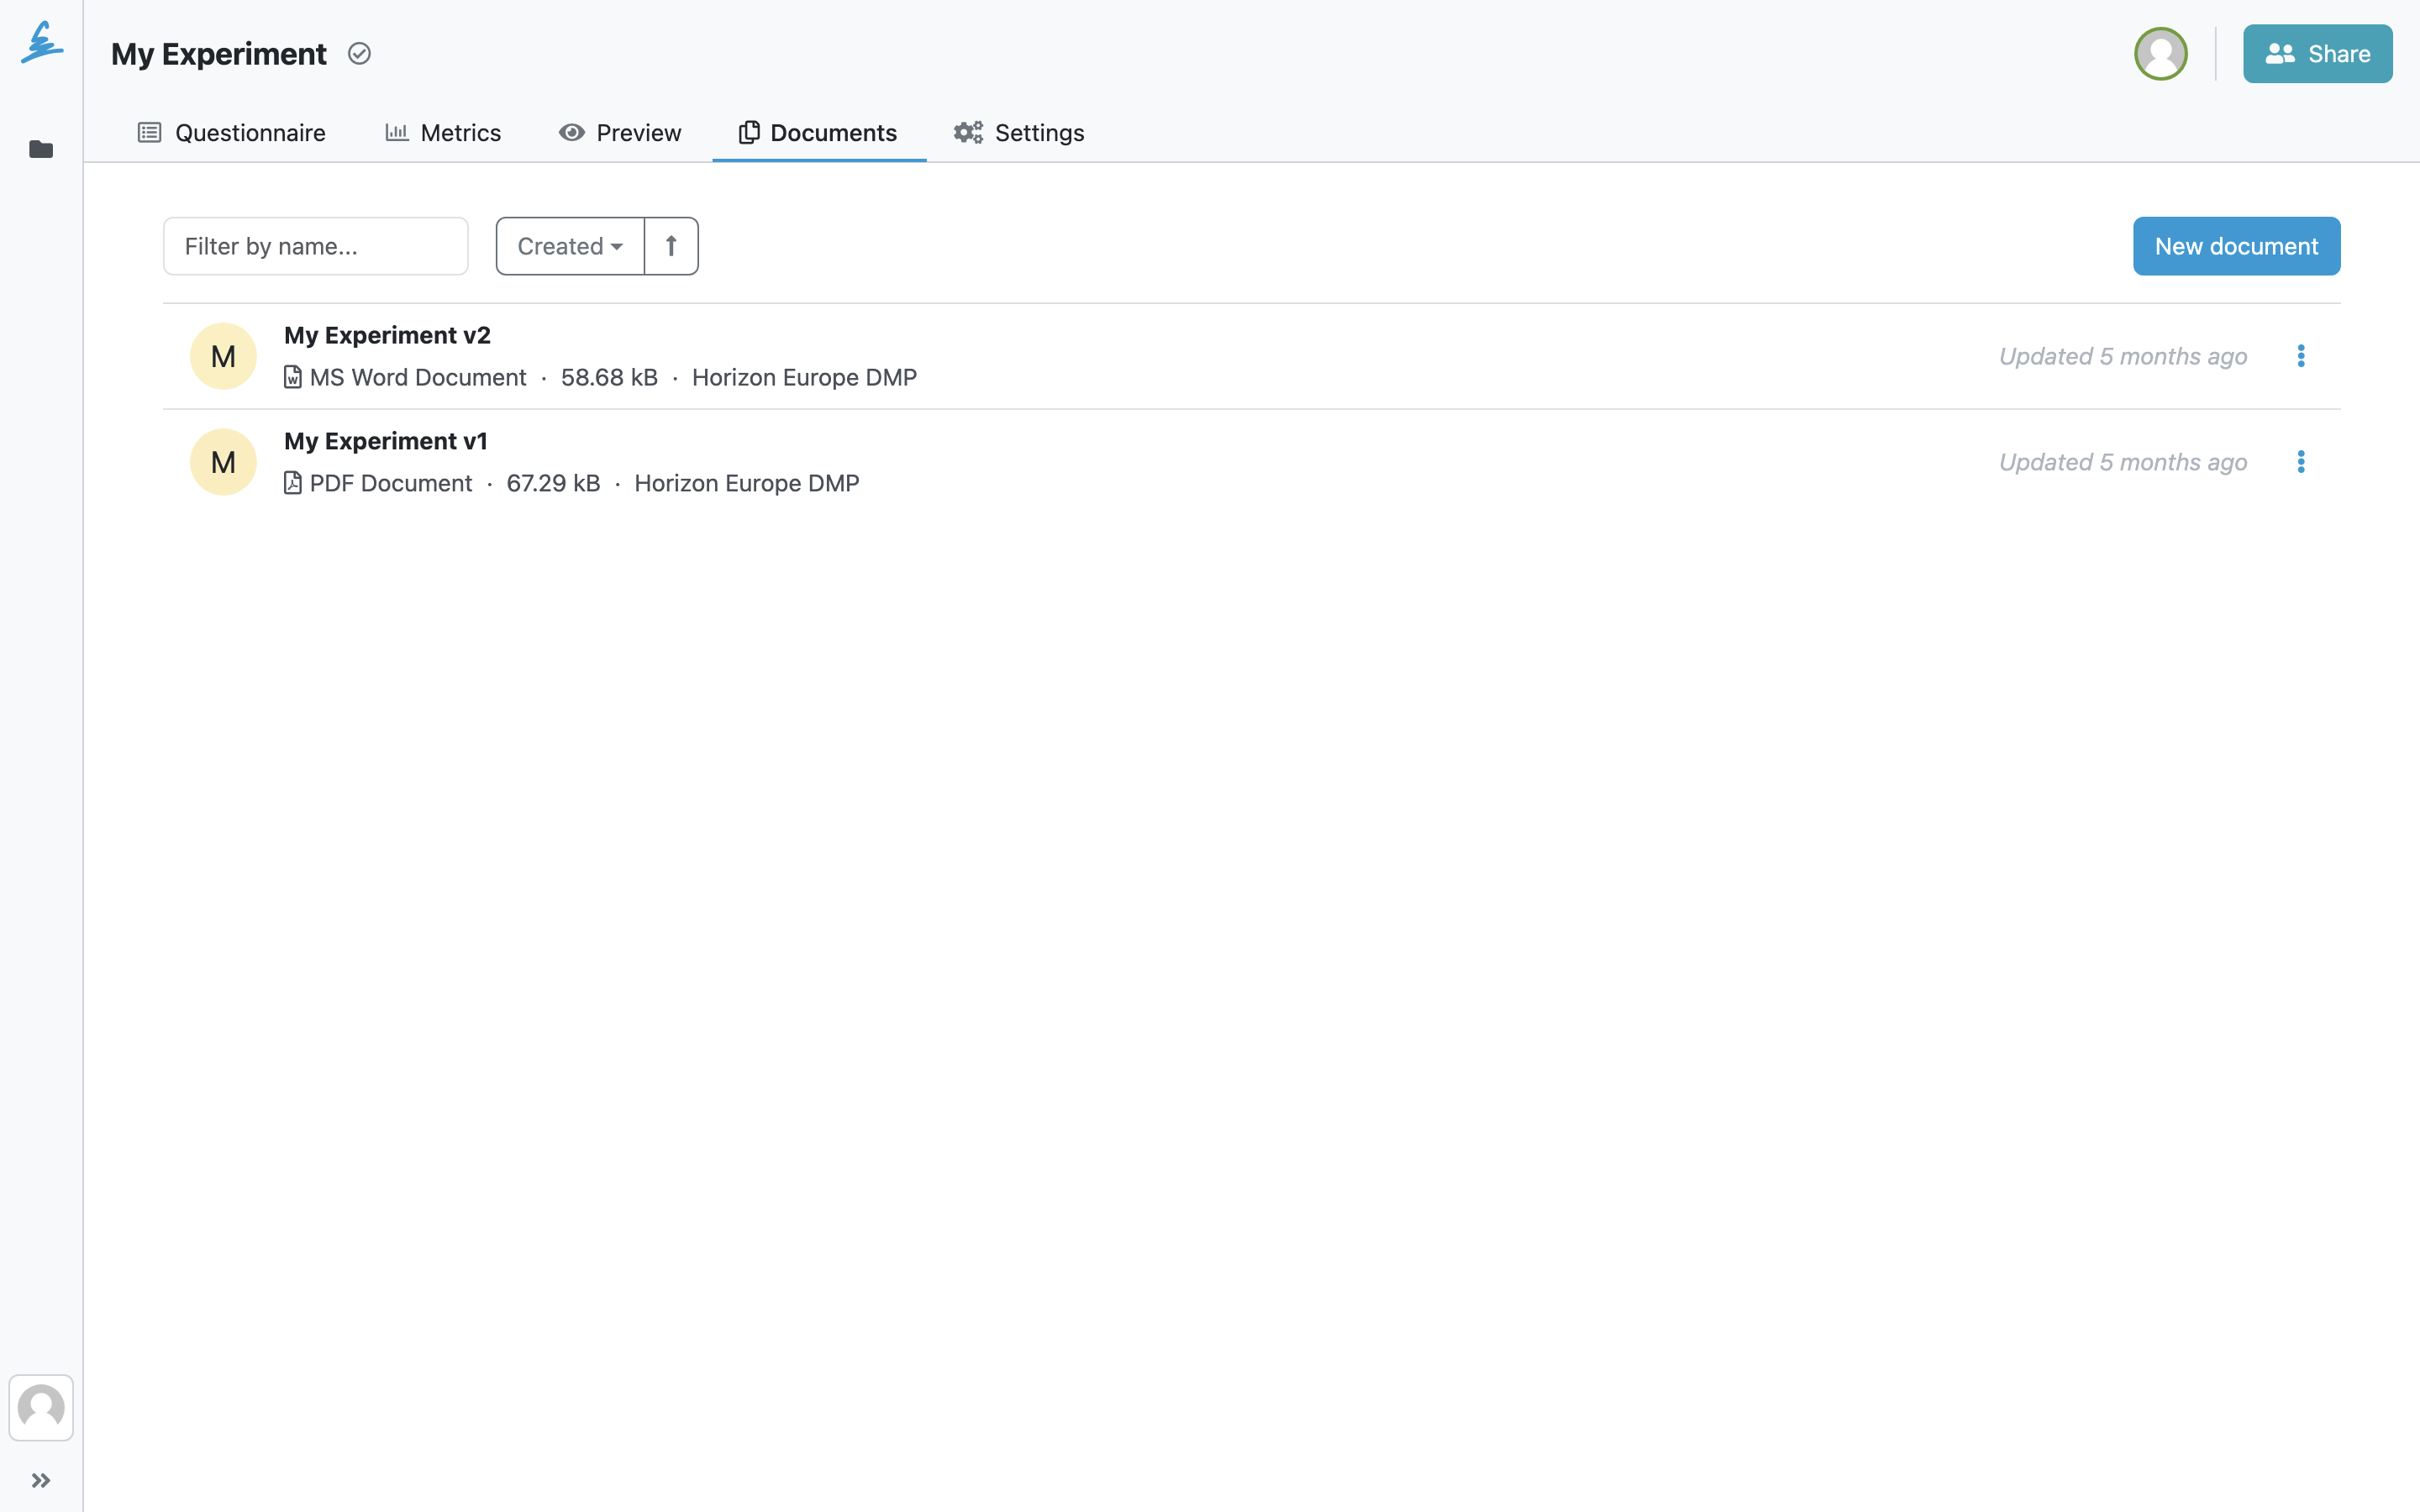 My Experiment
Share
Questionnaire Metrics Preview Documents Settings
Filter by name... Created New document
M My Experiment v2
MS Word Document · 58.68 kB · Horizon Europe DMP
Updated 5 months ago
M My Experiment v1
PDF Document · 67.29 kB · Horizon Europe DMP
Updated 5 months ago